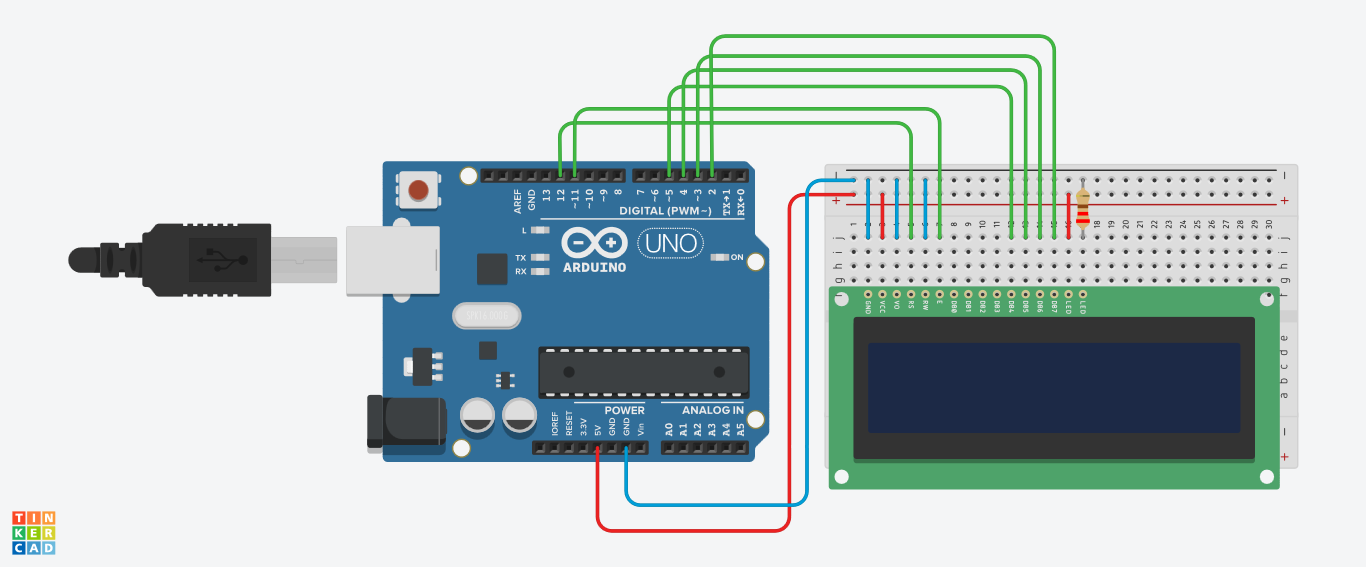 AREF
GND
13
12
~11
~10
~9
8
7
~6
~5
4
~3
2
TX→1
RX←0
DIGITAL (PWM~)
L
TX
RX
ARDUINO
UNO
ON
IOREF
RESET
3.3V
5V
GND
GND
Vin
POWER
ANALOG IN
A0
A1
A2
A3
A4
A5
−
+
−
+
1
8
9
10
11
18
19
20
21
22
23
24
25
26
27
28
29
30
j
i
h
g
f
j
i
h
g
f
GND
VCC
V0
RS
RW
E
DB0
DB1
DB2
DB3
DB4
DB5
DB6
DB7
LED
LED
e
d
c
b
a
−
+
TIN
KER
CAD